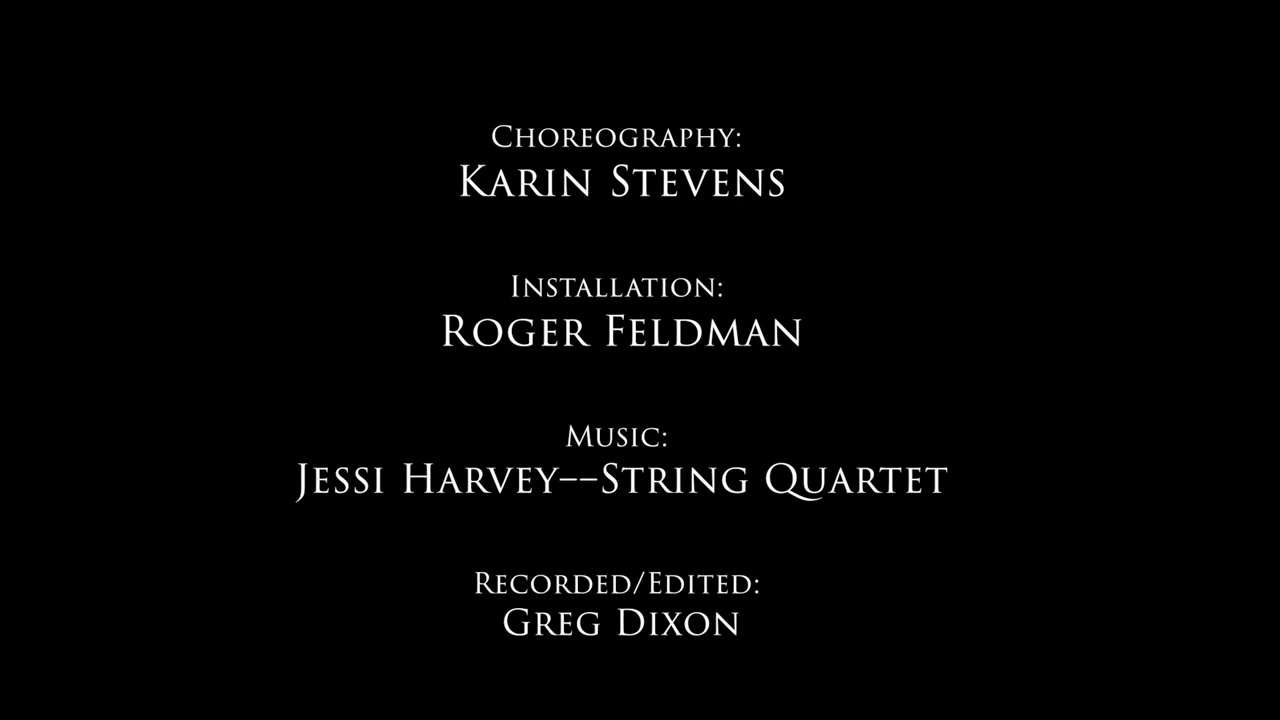 Choreography:
Karin Stevens
Installation:
Roger Feldman
Music:
Jessi Harvey--String Quartet
Recorded/Edited:
Greg Dixon